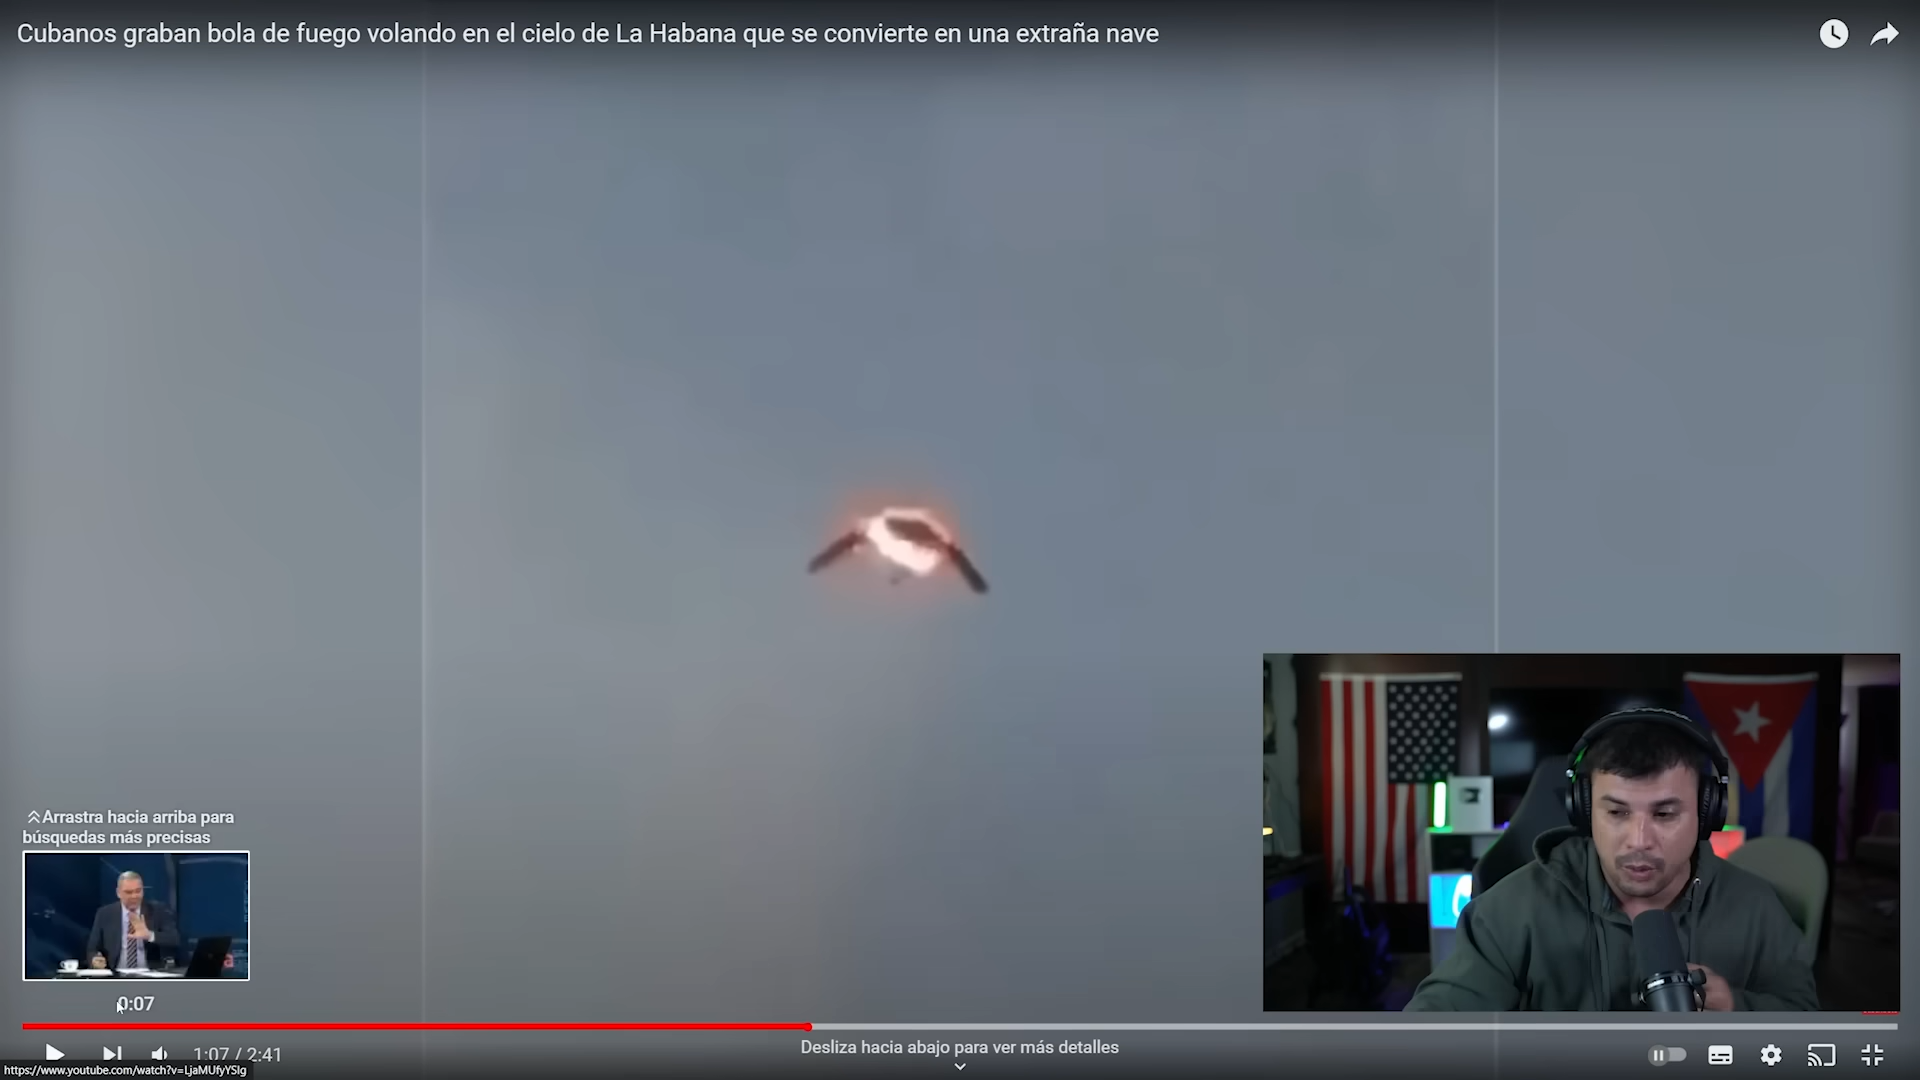 Cubanos graban bola de fuego volando en el cielo de La Habana que se convierte en una extraña nave
Arrastra hacia arriba para
búsquedas más precisas
0:07
1:07 / 2:41
Desliza hacia abajo para ver más detalles
https://www.youtube.com/watch?v=LjaMUfyYSIg